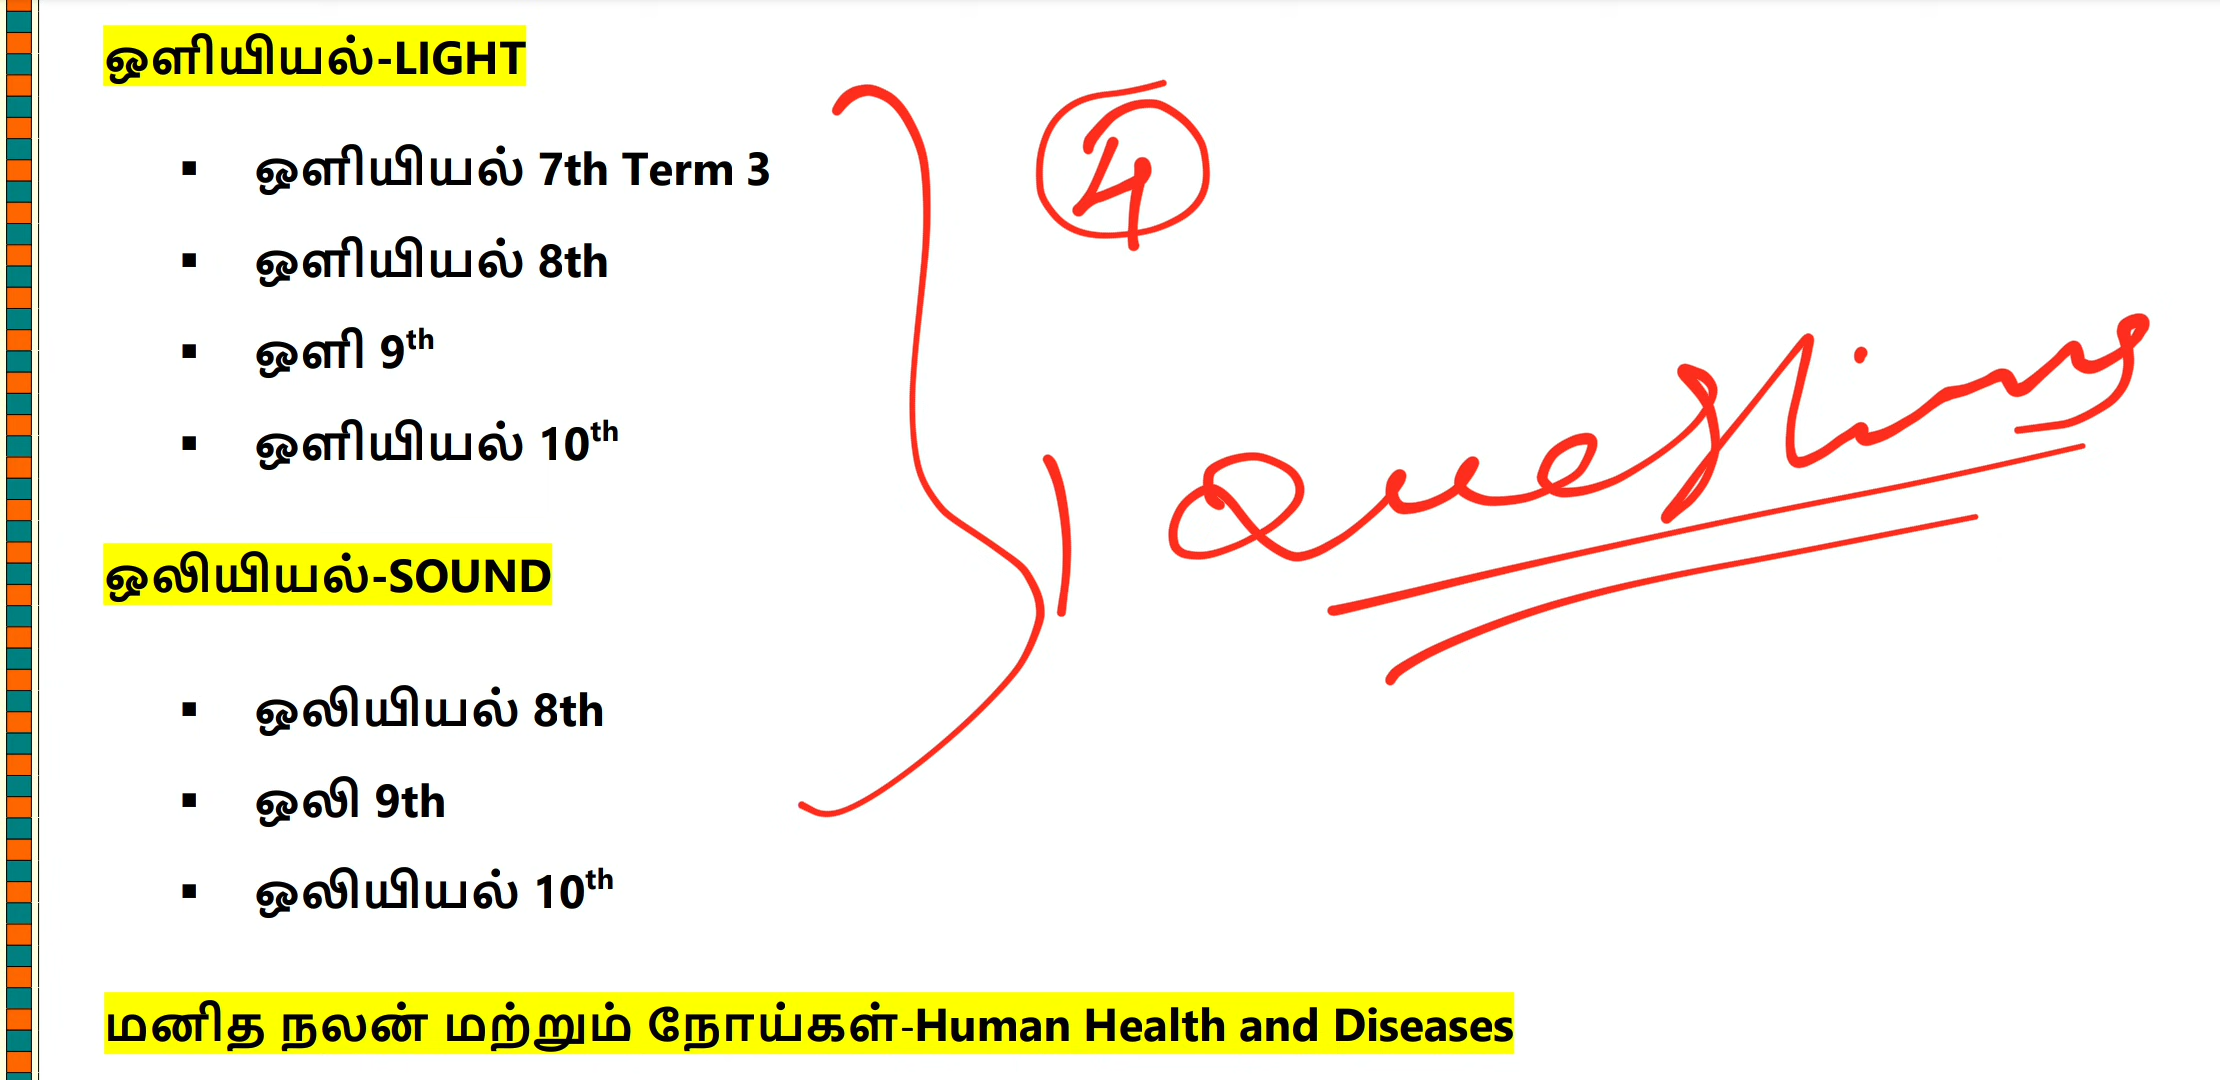 ஒளியியல்-LIGHT
▪ ஒளியியல் 7th Term 3
▪ ஒளியியல் 8th
▪ ஒளி 9th
▪ ஒளியியல் 10th
4
Questions
ஒலியியல்-SOUND
▪ ஒலியியல் 8th
▪ ஒலி 9th
▪ ஒலியியல் 10th
மனித நலன் மற்றும் நோய்கள்-Human Health and Diseases